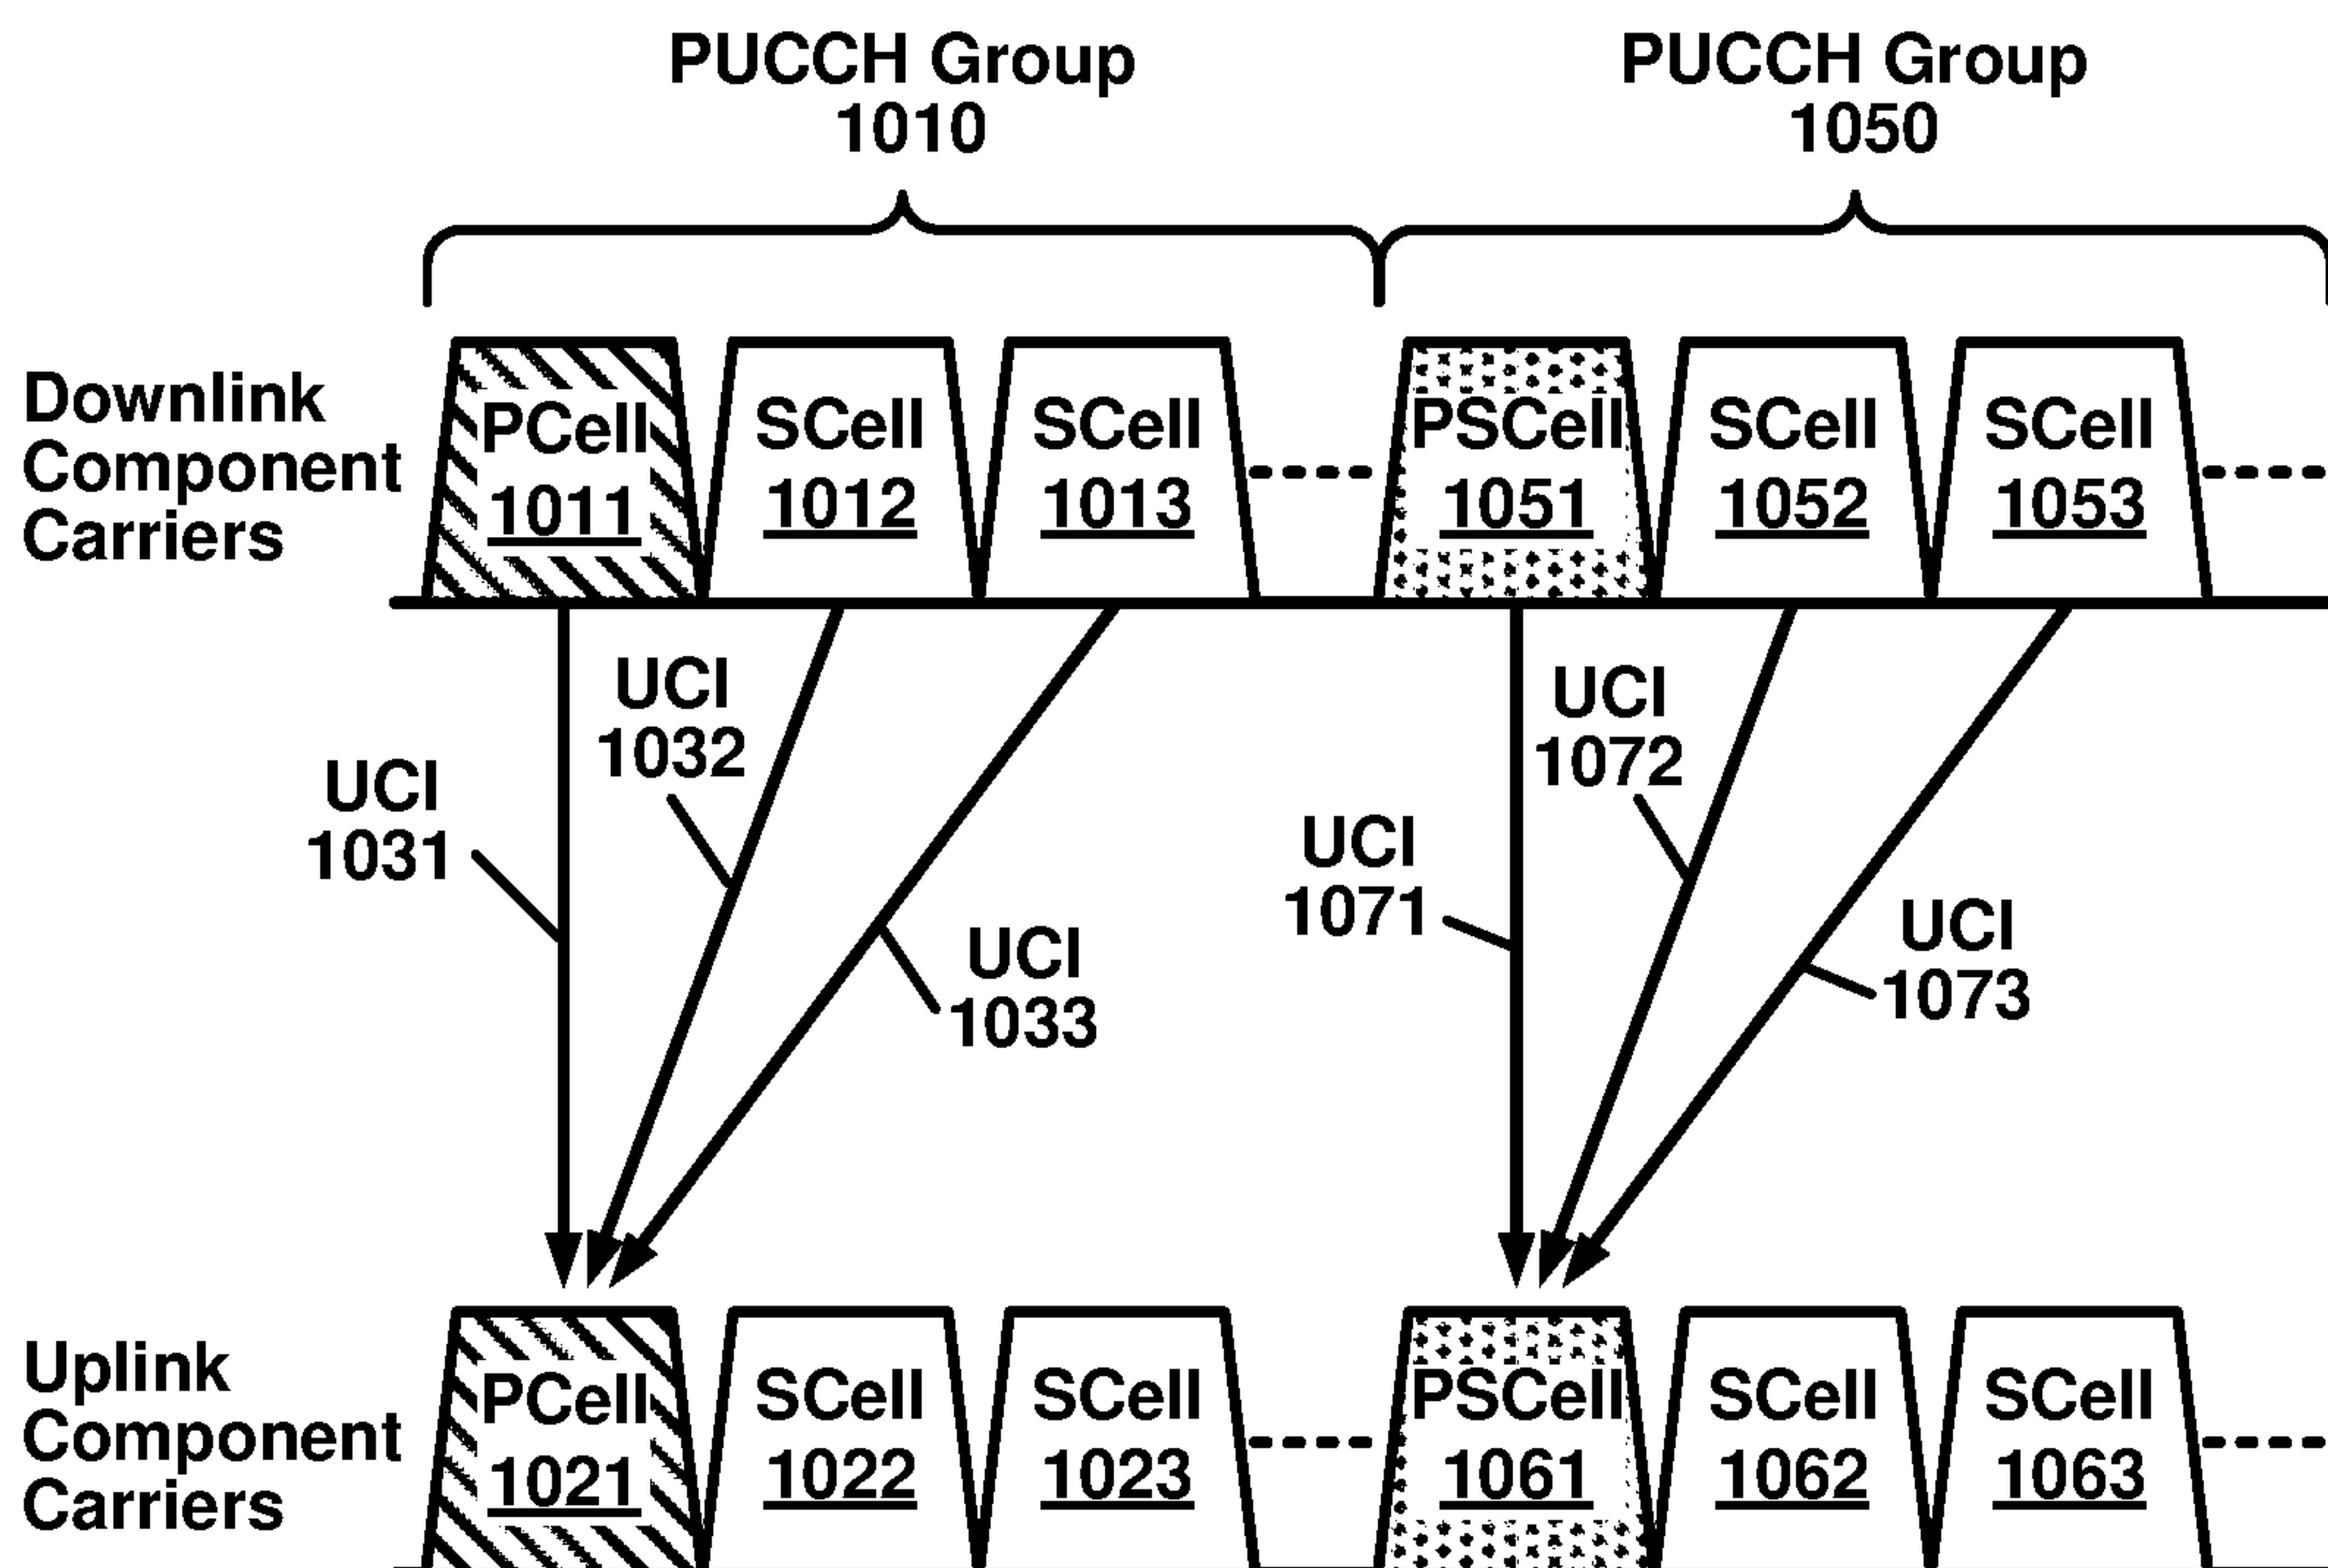 PUCCH Group
1010
PUCCH Group
1050
Downlink
Component
Carriers
PCell
1011
SCell
1012
SCell
1013
PSCell
1051
SCell
1052
SCell
1053
UCI
1031
UCI
1032
UCI
1033
UCI
1071
UCI
1072
UCI
1073
Uplink
Component
Carriers
PCell
1021
SCell
1022
SCell
1023
PSCell
1061
SCell
1062
SCell
1063